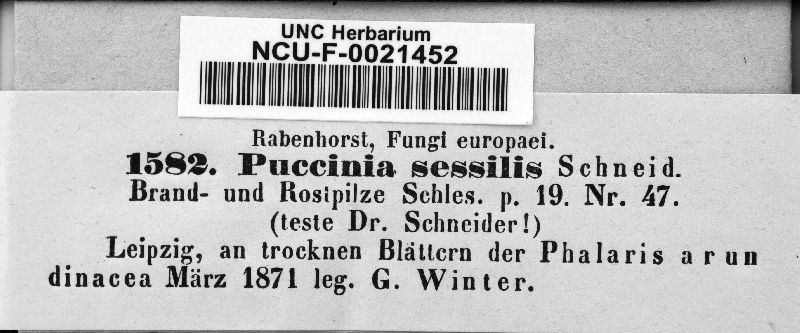 UNC Herbarium
NCU-F-0021452
Rabenhorst, Fungi europaei.
1582. Puccinia sessilis Schneid.
Brand- und Rostpilze Schles. p. 19. Nr. 47.
(teste Dr. Schneider!)
Leipzig, an trocknen Blättern der Phalaris arun
dinacea März 1871 leg. G. Winter.